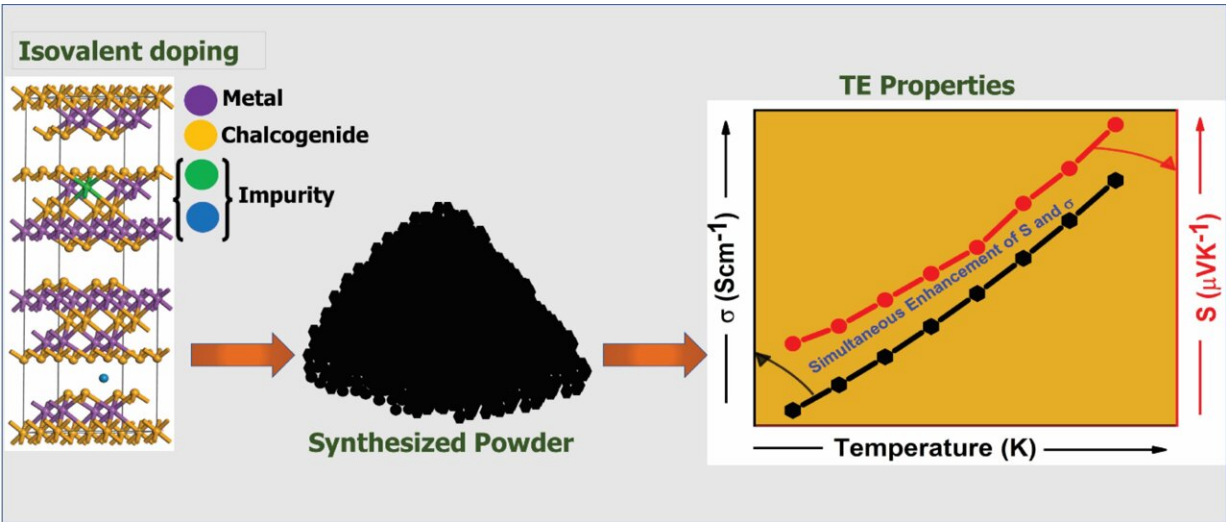 Isovalent doping
Metal
Chalcogenide
Impurity
Synthesized Powder
TE Properties
σ (Scm-1)
Simultaneous Enhancement of S and σ
S (μVK-1)
Temperature (K)